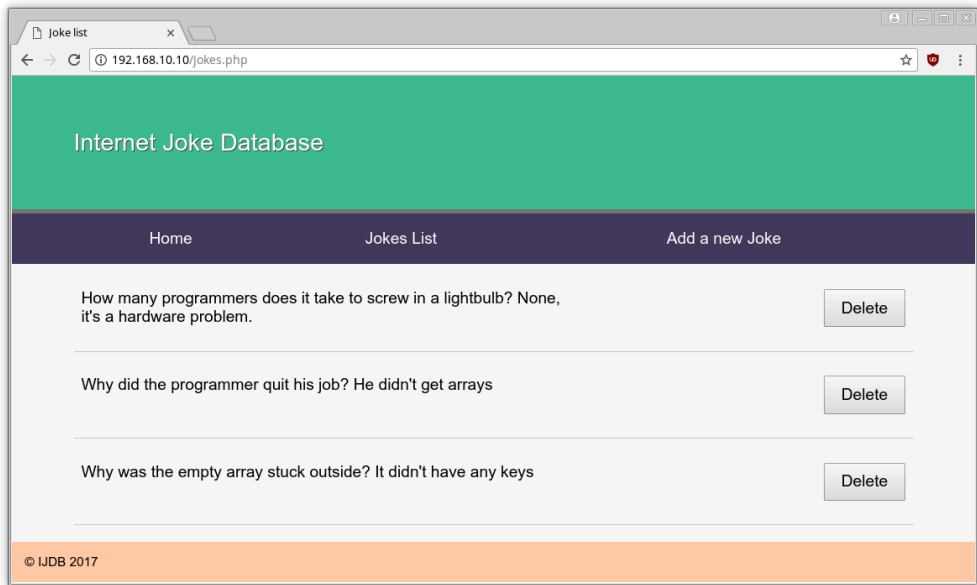 Joke list
192.168.10.10/jokes.php
Internet Joke Database
Home Jokes List Add a new Joke
How many programmers does it take to screw in a lightbulb? None,
it's a hardware problem.
Delete
Why did the programmer quit his job? He didn't get arrays
Delete
Why was the empty array stuck outside? It didn't have any keys
Delete
© IJDB 2017